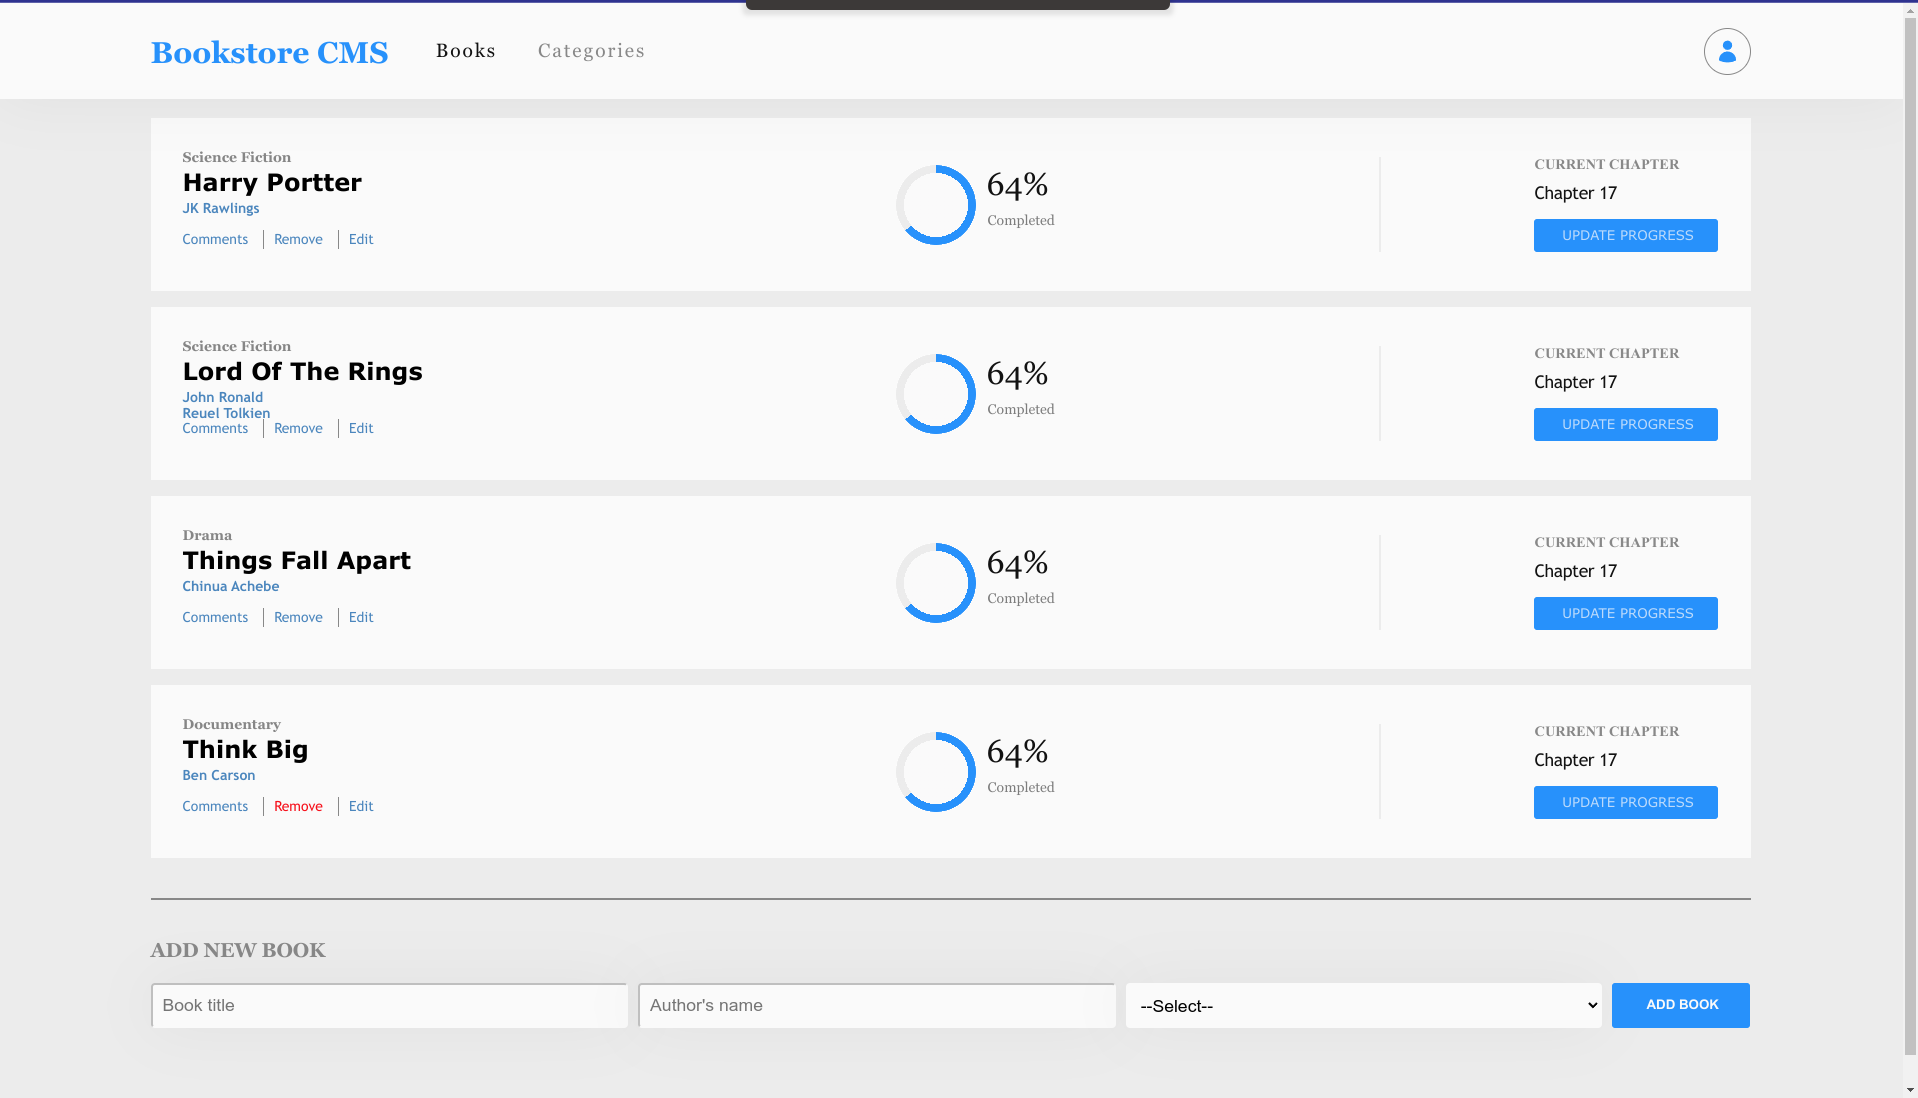 Bookstore CMS Books Categories
Science Fiction
Harry Portter
JK Rawlings
Comments Remove Edit
64%
Completed
CURRENT CHAPTER
Chapter 17
UPDATE PROGRESS
Science Fiction
Lord Of The Rings
John Ronald
Reuel Tolkien
Comments Remove Edit
64%
Completed
CURRENT CHAPTER
Chapter 17
UPDATE PROGRESS
Drama
Things Fall Apart
Chinua Achebe
Comments Remove Edit
64%
Completed
CURRENT CHAPTER
Chapter 17
UPDATE PROGRESS
Documentary
Think Big
Ben Carson
Comments Remove Edit
64%
Completed
CURRENT CHAPTER
Chapter 17
UPDATE PROGRESS
ADD NEW BOOK
Book title Author's name --Select-- ADD BOOK